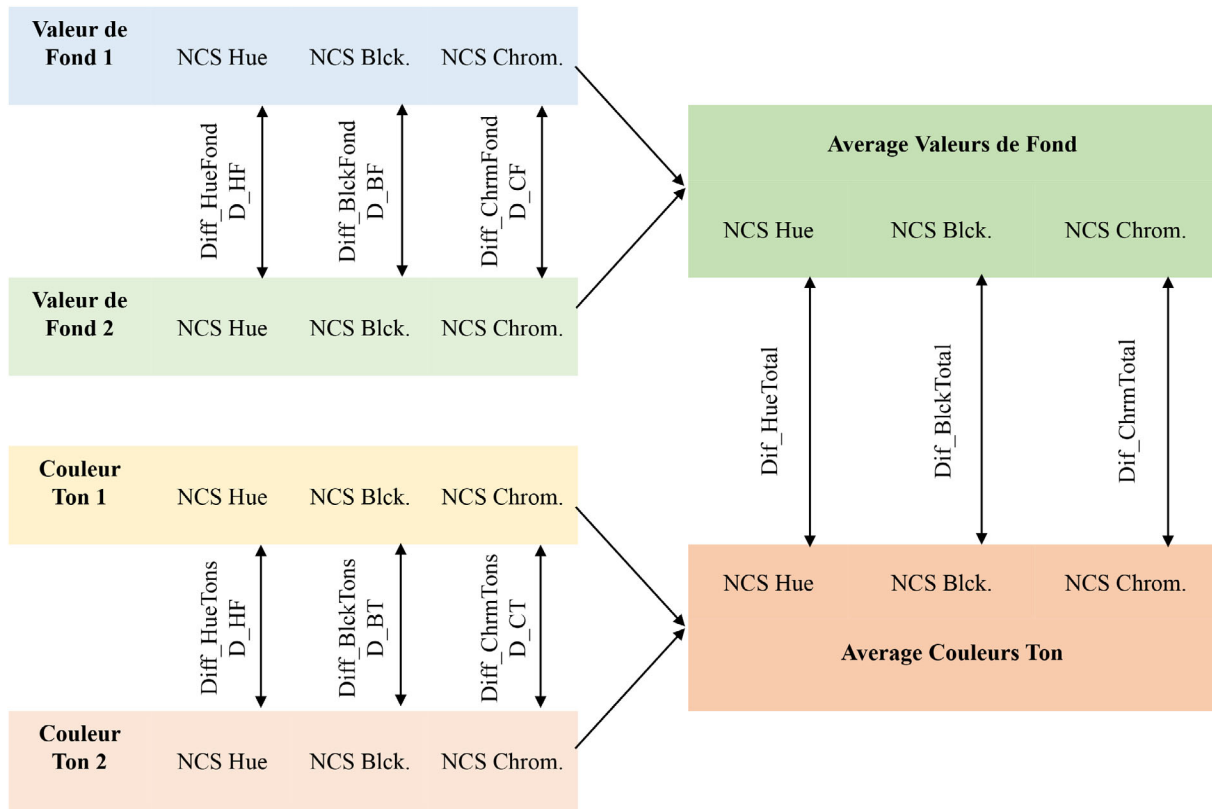 Valeur de
Fond 1
NCS Hue
NCS Blck.
NCS Chrom.
Diff_HueFond
D_HF
Diff_BlckFond
D_BF
Diff_ChrmFond
D_CF
Valeur de
Fond 2
NCS Hue
NCS Blck.
NCS Chrom.
Average Valeurs de Fond
NCS Hue
NCS Blck.
NCS Chrom.
Dif_HueTotal
Dif_BlckTotal
Dif_ChrmTotal
Couleur
Ton 1
NCS Hue
NCS Blck.
NCS Chrom.
Diff_HueTons
D_HF
Diff_BlckTons
D_BT
Diff_ChrmTons
D_CT
Couleur
Ton 2
NCS Hue
NCS Blck.
NCS Chrom.
NCS Hue
NCS Blck.
NCS Chrom.
Average Couleurs Ton